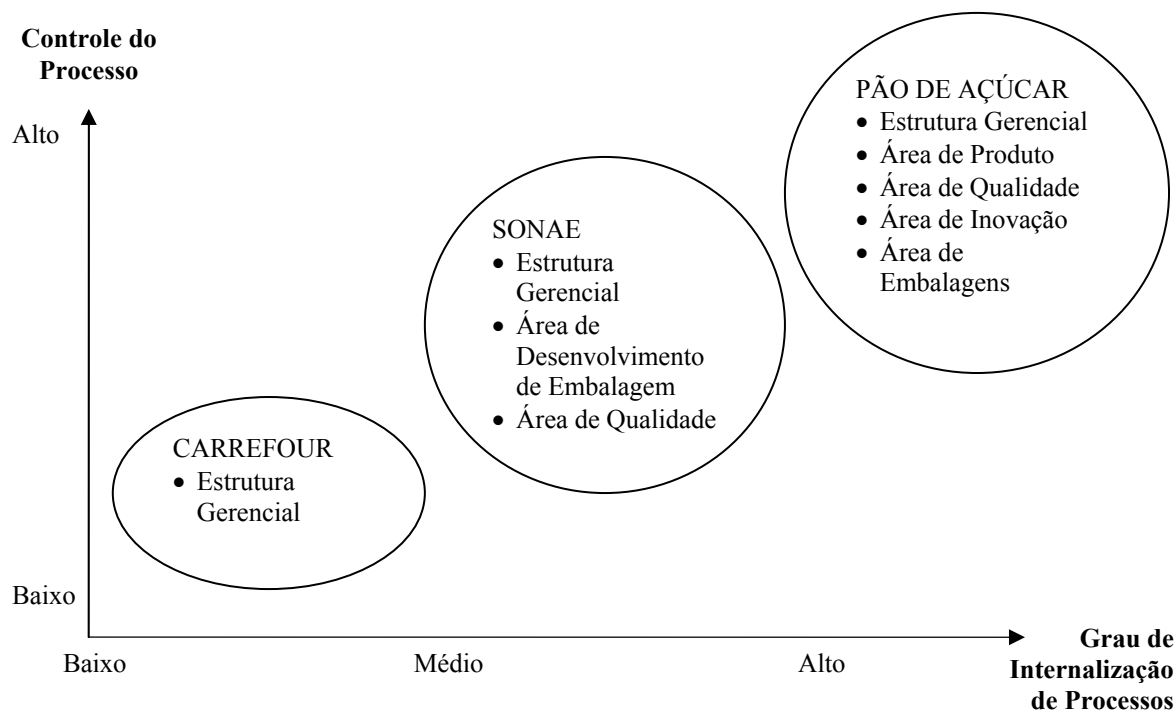 Controle do
Processo
Alto
Baixo
PÃO DE AÇÚCAR
• Estrutura Gerencial
• Área de Produto
• Área de Qualidade
• Área de Inovação
• Área de
Embalagens
SONAE
• Estrutura
Gerencial
• Área de
Desenvolvimento
de Embalagem
• Área de Qualidade
CARREFOUR
• Estrutura
Gerencial
Baixo
Médio
Alto
Grau de
Internalização
de Processos